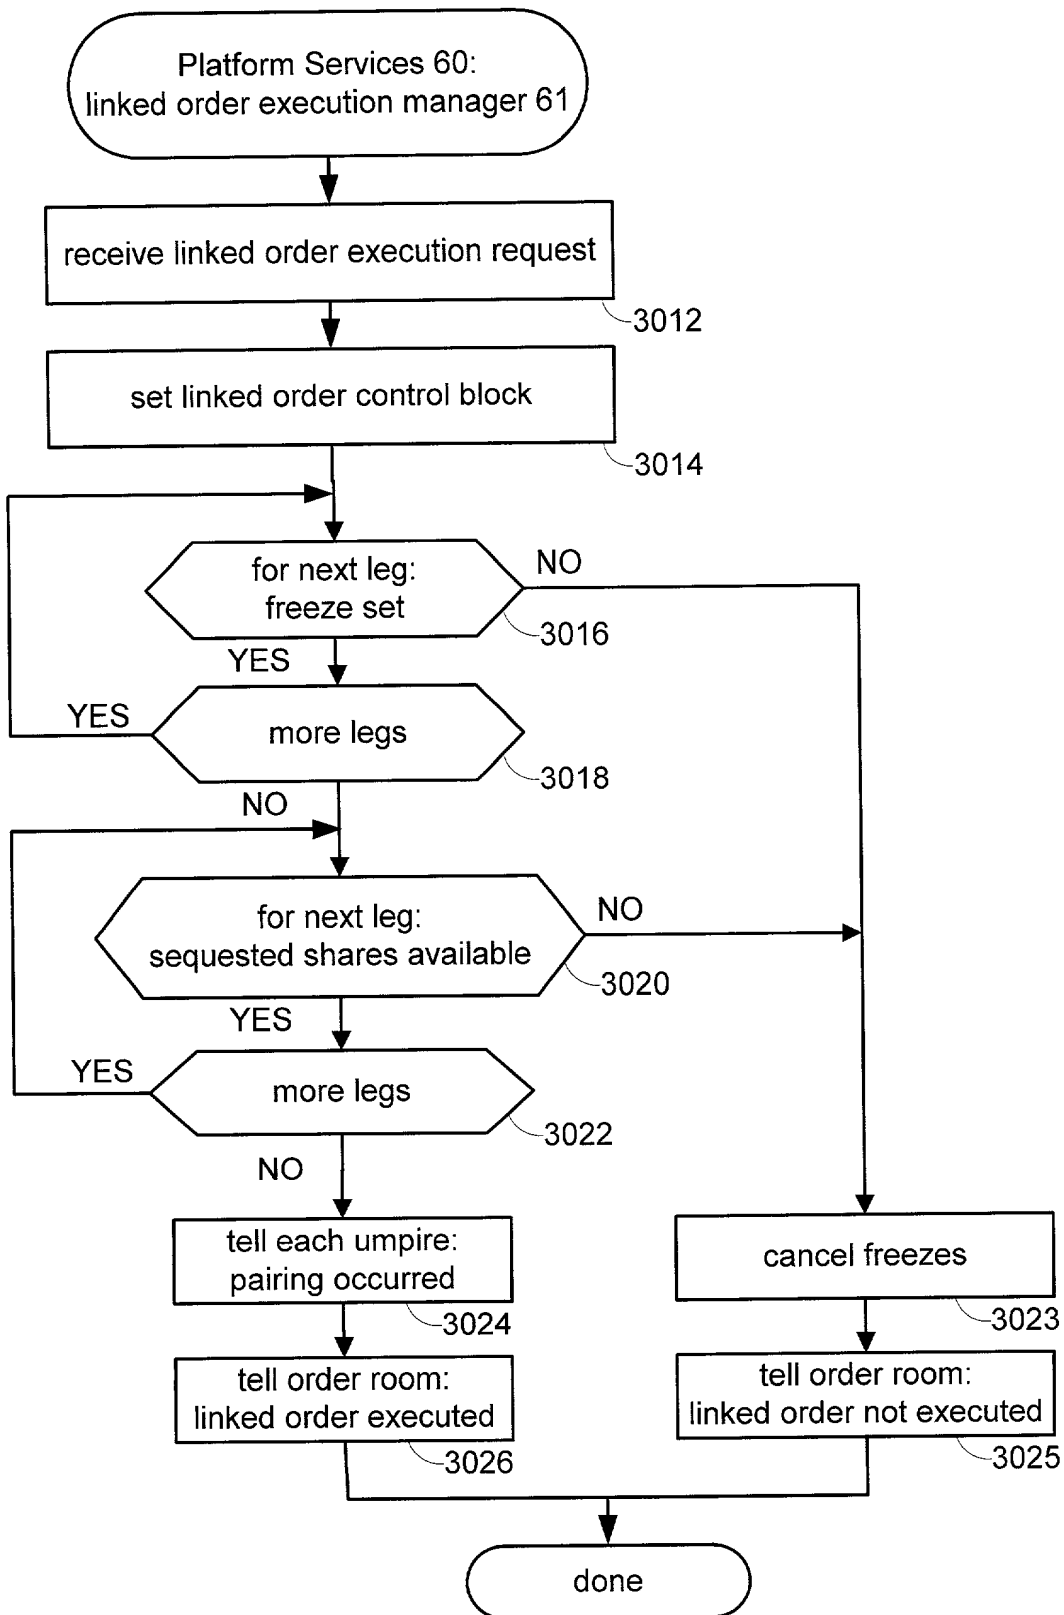 Platform Services 60:
linked order execution manager 61
receive linked order execution request
3012
set linked order control block
3014
for next leg:
freeze set
NO
3016
YES
more legs
YES
3018
NO
for next leg:
sequested shares available
NO
3020
YES
more legs
YES
3022
NO
tell each umpire:
pairing occurred
3024
cancel freezes
3023
tell order room:
linked order executed
3026
tell order room:
linked order not executed
3025
done